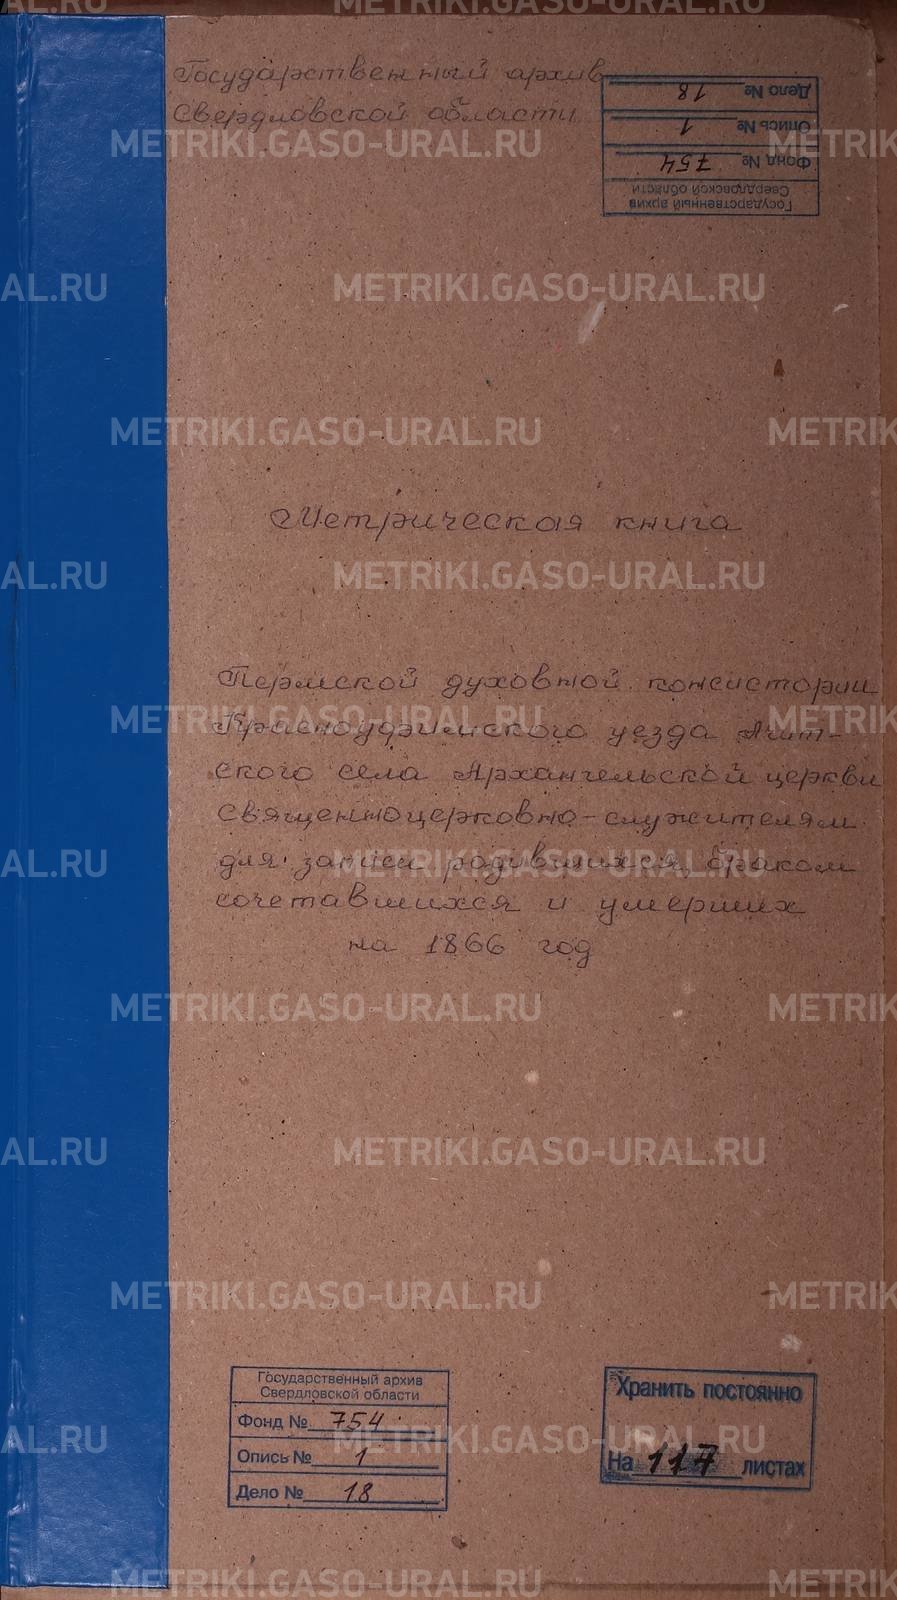 Государственный архив
Свердловской области
Дело № 18
Опись № 1
Фонд № 754
Государственный архив
Свердловской области
Метрическая книга
Пермской духовной консистории
Красноуфимского уезда Ачит-
ского села Архангельской церкви
священноцерковно-служителям
для записи родившихся, браком
сочетавшихся и умерших
на 1866 год
Государственный архив
Свердловской области
Фонд № 754
Опись № 1
Дело № 18
Хранить постоянно
На 117 листах
METRIKI.GASO-URAL.RU